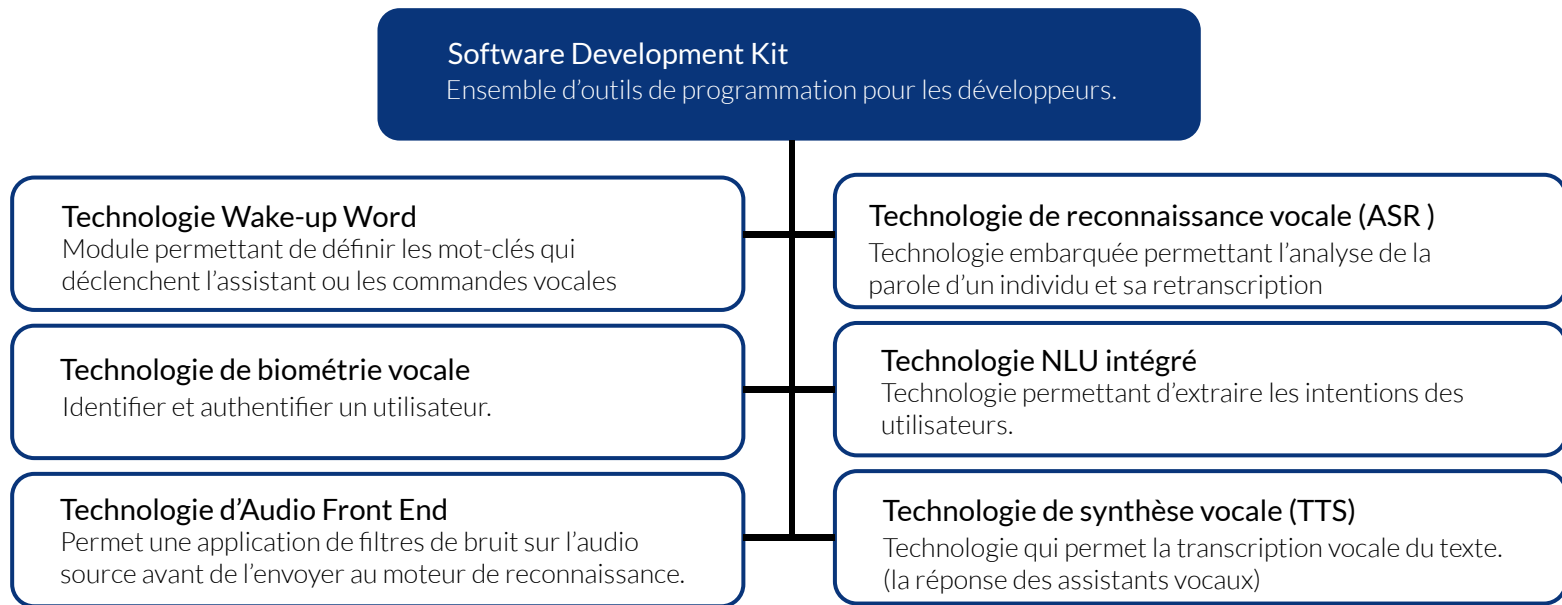 Software Development Kit
Ensemble d’outils de programmation pour les développeurs.
Technologie Wake-up Word
Module permettant de définir les mot-clés qui
déclenchent l’assistant ou les commandes vocales
Technologie de reconnaissance vocale (ASR )
Technologie embarquée permettant l’analyse de la
parole d’un individu et sa retranscription
Technologie de biométrie vocale
Identifier et authentifier un utilisateur.
Technologie NLU intégré
Technologie permettant d’extraire les intentions des
utilisateurs.
Technologie d’Audio Front End
Permet une application de filtres de bruit sur l’audio
source avant de l’envoyer au moteur de reconnaissance.
Technologie de synthèse vocale (TTS)
Technologie qui permet la transcription vocale du texte.
(la réponse des assistants vocaux)